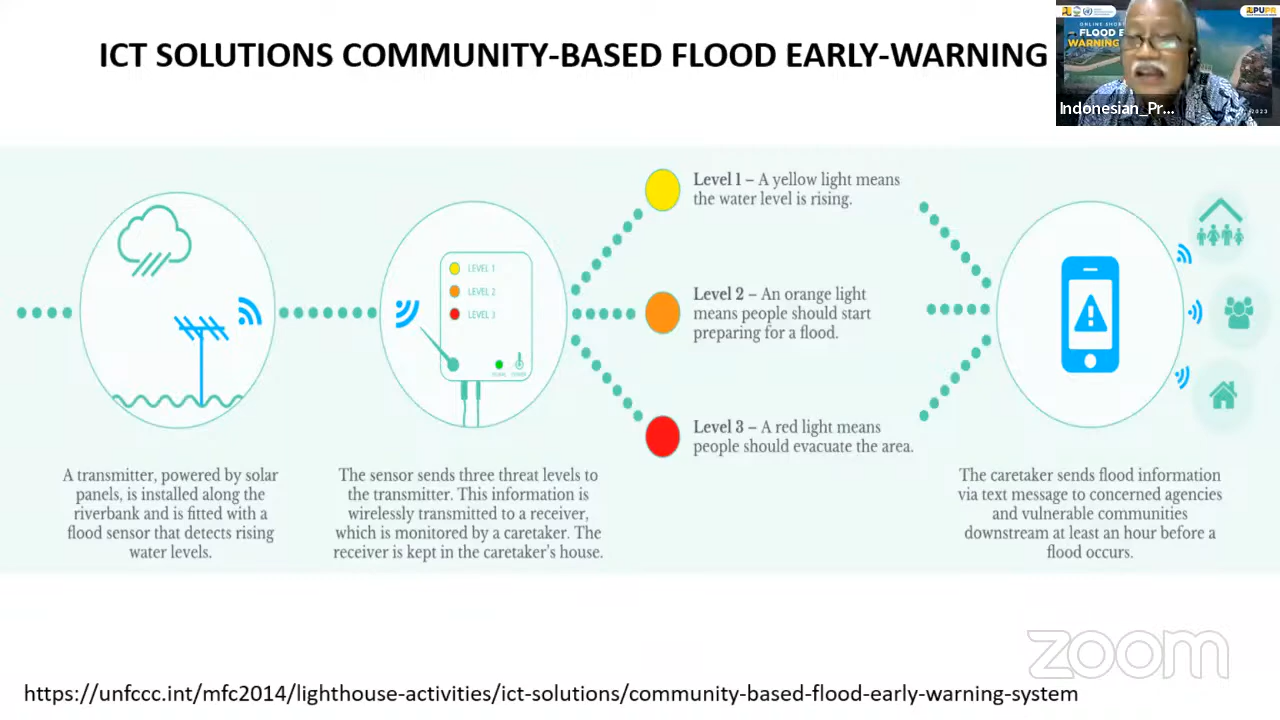 ICT SOLUTIONS COMMUNITY-BASED FLOOD EARLY-WARNING
PUPR
ONLINE SHORT
FLOOD E
WARNING
Indonesian_Pr...
2023
Level 1 – A yellow light means
the water level is rising.
LEVEL 1
LEVEL 2
LEVEL 3
Level 2 – An orange light
means people should start
preparing for a flood.
Level 3 – A red light means
people should evacuate the area.
A transmitter, powered by solar
panels, is installed along the
riverbank and is fitted with a
flood sensor that detects rising
water levels.
The sensor sends three threat levels to
the transmitter. This information is
wirelessly transmitted to a receiver,
which is monitored by a caretaker. The
receiver is kept in the caretaker's house.
The caretaker sends flood information
via text message to concerned agencies
and vulnerable communities
downstream at least an hour before a
flood occurs.
zoom
https://unfccc.int/mfc2014/lighthouse-activities/ict-solutions/community-based-flood-early-warning-system